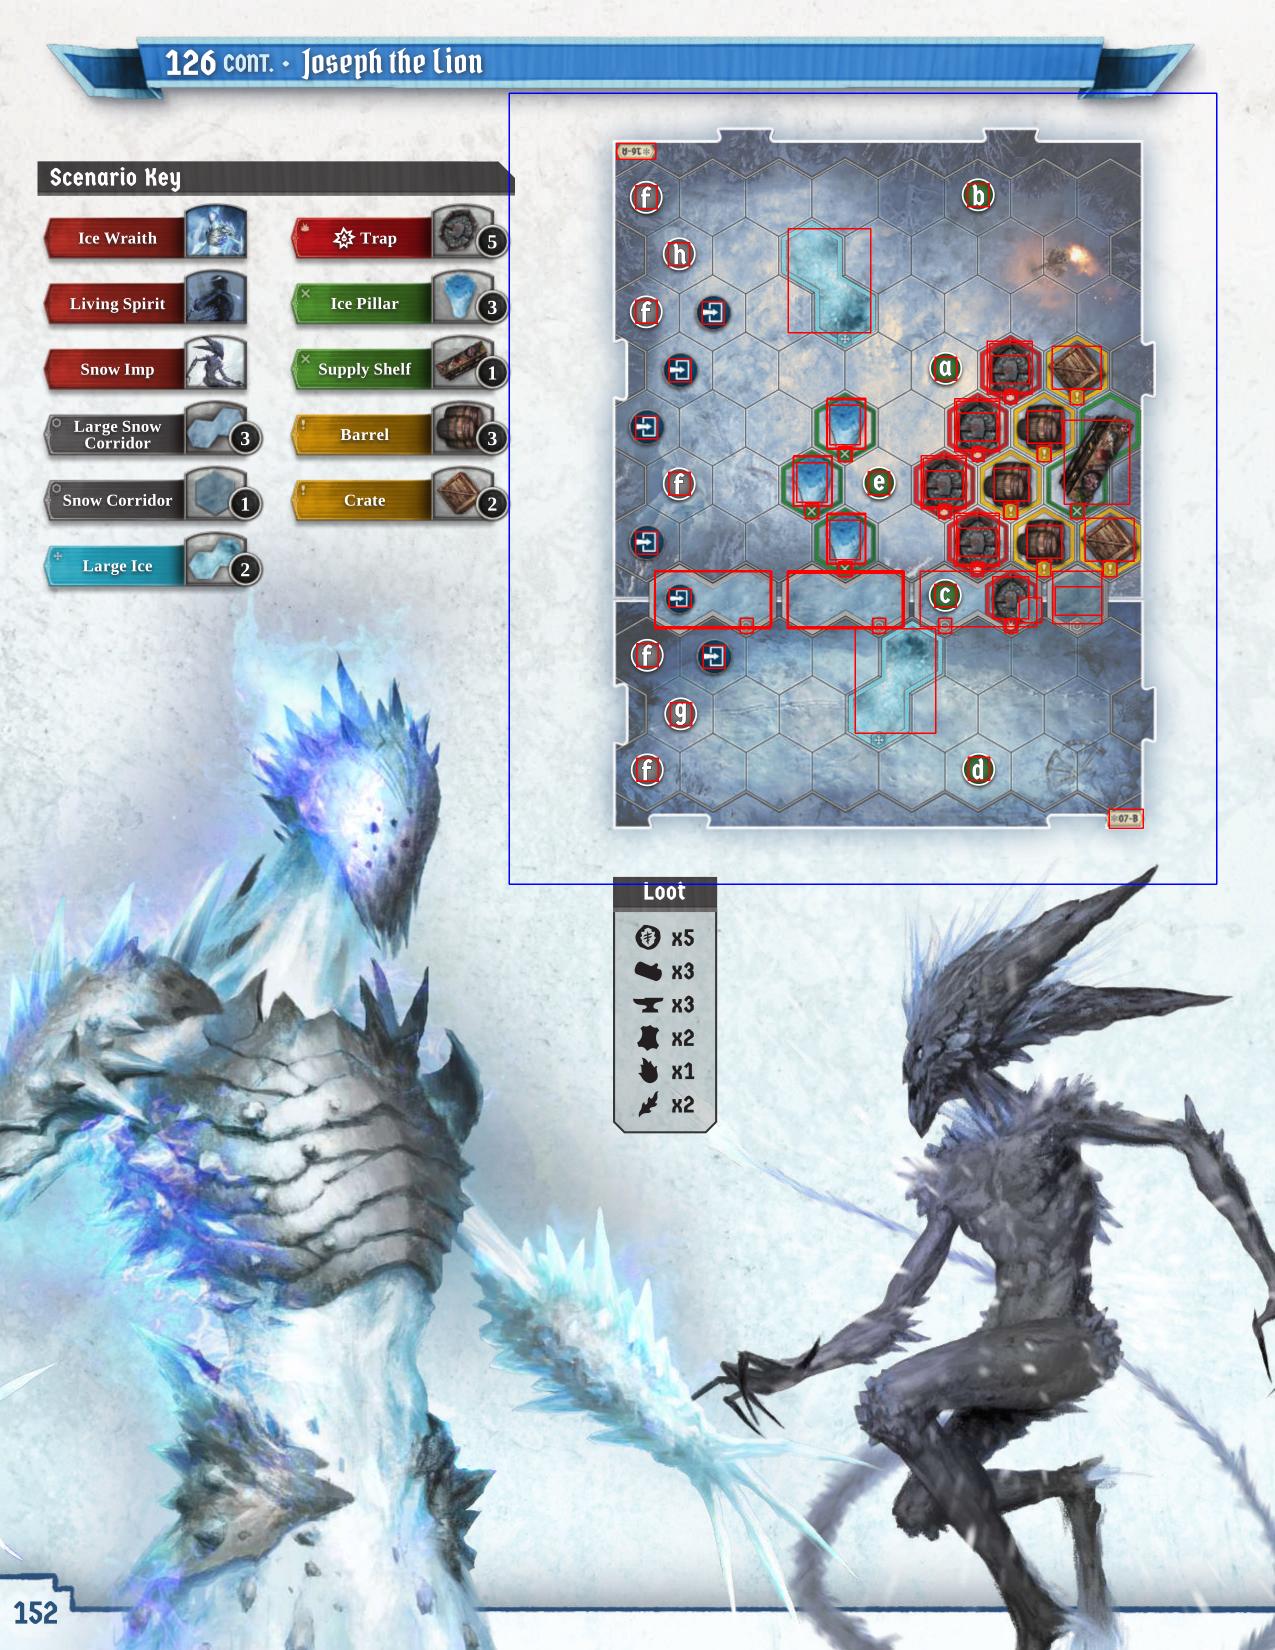 126 CONT. · Joseph the Lion
Scenario Key
Ice Wraith
Living Spirit
Snow Imp
Large Snow
Corridor
3
Snow Corridor
1
Large Ice
2
Trap
5
Ice Pillar
3
Supply Shelf
1
Barrel
3
Crate
2
16-A
f
b
h
f
a
f
e
c
f
g
f
d
07-B
Loot
x5
x3
x3
x2
x1
x2
152